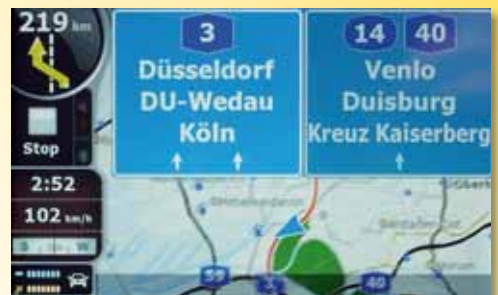 219 km
Stop
2:52
102 km/h
S W
3
Düsseldorf
DU-Wedau
Köln
14 40
Venlo
Duisburg
Kreuz Kaiserberg
59
3
40